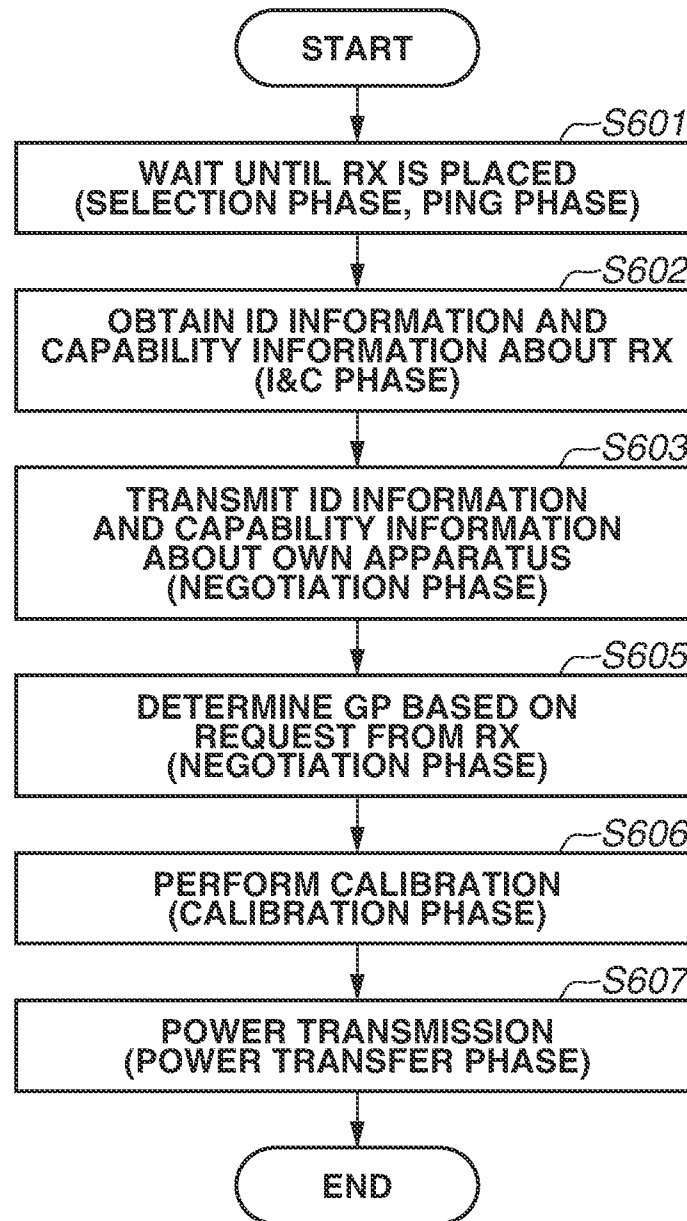 START
S601
WAIT UNTIL RX IS PLACED
(SELECTION PHASE, PING PHASE)
S602
OBTAIN ID INFORMATION AND
CAPABILITY INFORMATION ABOUT RX
(I&C PHASE)
S603
TRANSMIT ID INFORMATION
AND CAPABILITY INFORMATION
ABOUT OWN APPARATUS
(NEGOTIATION PHASE)
S605
DETERMINE GP BASED ON
REQUEST FROM RX
(NEGOTIATION PHASE)
S606
PERFORM CALIBRATION
(CALIBRATION PHASE)
S607
POWER TRANSMISSION
(POWER TRANSFER PHASE)
END